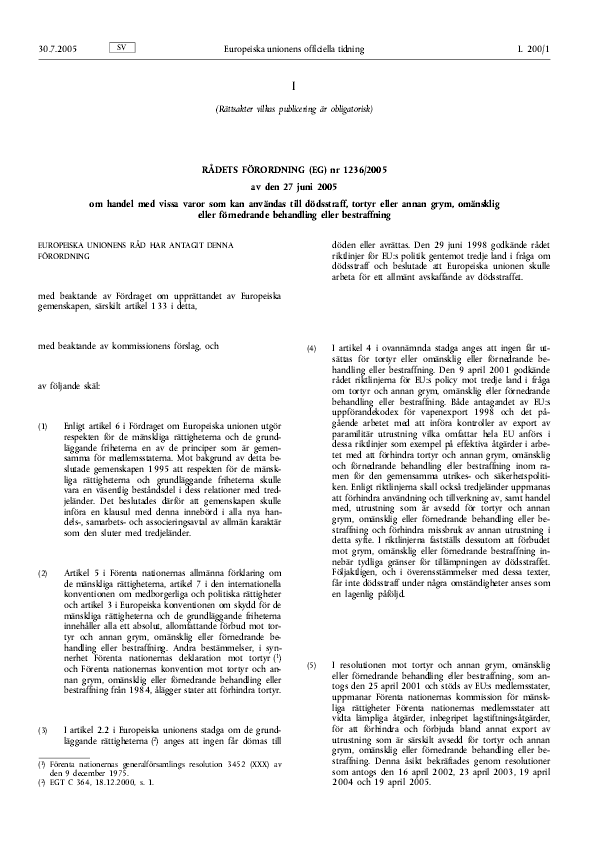 30.7.2005
SV
Europeiska unionens officiella tidning
L 200/1
I
(Rättsakter vilkas publicering är obligatorisk)
RÅDETS FÖRORDNING (EG) nr 1236/2005
av den 27 juni 2005
om handel med vissa varor som kan användas till dödsstraff, tortyr eller annan grym, omänsklig
eller förnedrande behandling eller bestraffning
EUROPEISKA UNIONENS RÅD HAR ANTAGIT DENNA
FÖRORDNING
med beaktande av Fördraget om upprättandet av Europeiska
gemenskapen, särskilt artikel 133 i detta,
med beaktande av kommissionens förslag, och
av följande skäl:
(1) Enligt artikel 6 i Fördraget om Europeiska unionen utgör
respekten för de mänskliga rättigheterna och de grund-
läggande friheterna en av de principer som är gemen-
samma för medlemsstaterna. Mot bakgrund av detta be-
slutade gemenskapen 1995 att respekten för de mänsk-
liga rättigheterna och grundläggande friheterna skulle
vara en väsentlig beståndsdel i dess relationer med tred-
jeländer. Det beslutades därför att gemenskapen skulle
införa en klausul med denna innebörd i alla nya han-
dels-, samarbets- och associeringsavtal av allmän karaktär
som den sluter med tredjeländer.
(2) Artikel 5 i Förenta nationernas allmänna förklaring om
de mänskliga rättigheterna, artikel 7 i den internationella
konventionen om medborgerliga och politiska rättigheter
och artikel 3 i Europeiska konventionen om skydd för de
mänskliga rättigheterna och de grundläggande friheterna
innehåller alla ett absolut, allomfattande förbud mot tor-
tyr och annan grym, omänsklig eller förnedrande be-
handling eller bestraffning. Andra bestämmelser, i syn-
nerhet Förenta nationernas deklaration mot tortyr (1)
och Förenta nationernas konvention mot tortyr och an-
nan grym, omänsklig eller förnedrande behandling eller
bestraffning från 1984, ålägger stater att förhindra tortyr.
(3) I artikel 2.2 i Europeiska unionens stadga om de grund-
läggande rättigheterna (2) anges att ingen får dömas till
(1) Förenta nationernas generalförsamlings resolution 3452 (XXX) av
den 9 december 1975.
(2) EGT C 364, 18.12.2000, s. 1.
döden eller avrättas. Den 29 juni 1998 godkände rådet
riktlinjer för EU:s politik gentemot tredje land i fråga om
dödsstraff och beslutade att Europeiska unionen skulle
arbeta för ett allmänt avskaffande av dödsstraffet.
(4) I artikel 4 i ovannämnda stadga anges att ingen får ut-
sättas för tortyr eller omänsklig eller förnedrande be-
handling eller bestraffning. Den 9 april 2001 godkände
rådet riktlinjerna för EU:s policy mot tredje land i fråga
om tortyr och annan grym, omänsklig eller förnedrande
behandling eller bestraffning. Både antagandet av EU:s
uppförandekodex för vapenexport 1998 och det på-
gående arbetet med att införa kontroller av export av
paramilitär utrustning vilka omfattar hela EU anförs i
dessa riktlinjer som exempel på effektiva åtgärder i arbe-
tet med att förhindra tortyr och annan grym, omänsklig
och förnedrande behandling eller bestraffning inom ra-
men för den gemensamma utrikes- och säkerhetspoliti-
ken. Enligt riktlinjerna skall också tredjeländer uppmanas
att förhindra användning och tillverkning av, samt handel
med, utrustning som är avsedd för tortyr och annan
grym, omänsklig eller förnedrande behandling eller be-
straffning och förhindra missbruk av annan utrustning i
detta syfte. I riktlinjerna fastställs dessutom att förbudet
mot grym, omänsklig eller förnedrande bestraffning in-
nebär tydliga gränser för tillämpningen av dödsstraffet.
Följaktligen, och i överensstämmelser med dessa texter,
får inte dödsstraff under några omständigheter anses som
en lagenlig påföljd.
(5) I resolutionen mot tortyr och annan grym, omänsklig
eller förnedrande behandling eller bestraffning, som an-
togs den 25 april 2001 och stöds av EU:s medlemsstater,
uppmanar Förenta nationernas kommission för mänsk-
liga rättigheter Förenta nationernas medlemsstater att
vidta lämpliga åtgärder, inbegripet lagstiftningsåtgärder,
för att förhindra och förbjuda bland annat export av
utrustning som är särskilt avsedd för tortyr och annan
grym, omänsklig eller förnedrande behandling eller be-
straffning. Denna åsikt bekräftades genom resolutioner
som antogs den 16 april 2002, 23 april 2003, 19 april
2004 och 19 april 2005.